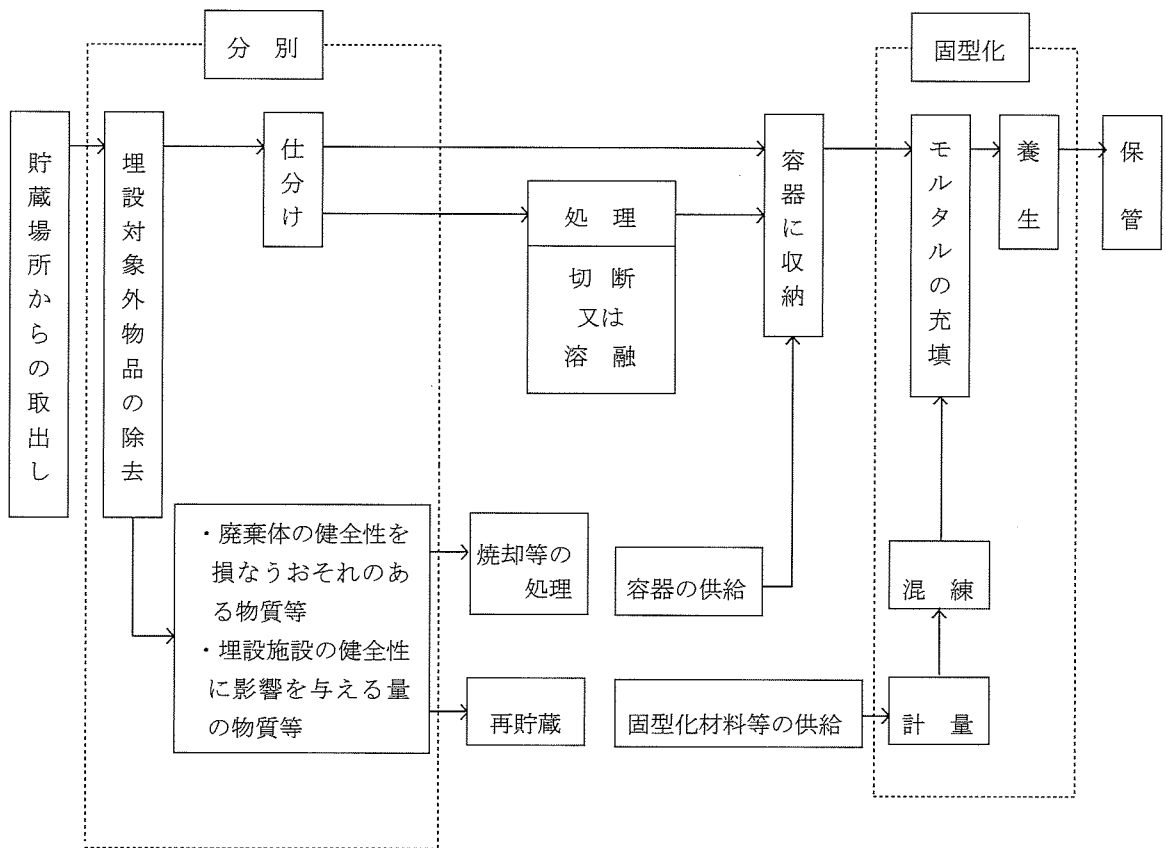 分別
固型化
貯蔵場所からの取出し
埋設対象外物品の除去
仕分け
処理
切断
又は
溶融
容器に収納
モルタルの充填
養生
保管
・廃棄体の健全性を
損なうおそれのあ
る物質等
・埋設施設の健全性
に影響を与える量
の物質等
焼却等の
処理
再貯蔵
容器の供給
固型化材料等の供給
混練
計量